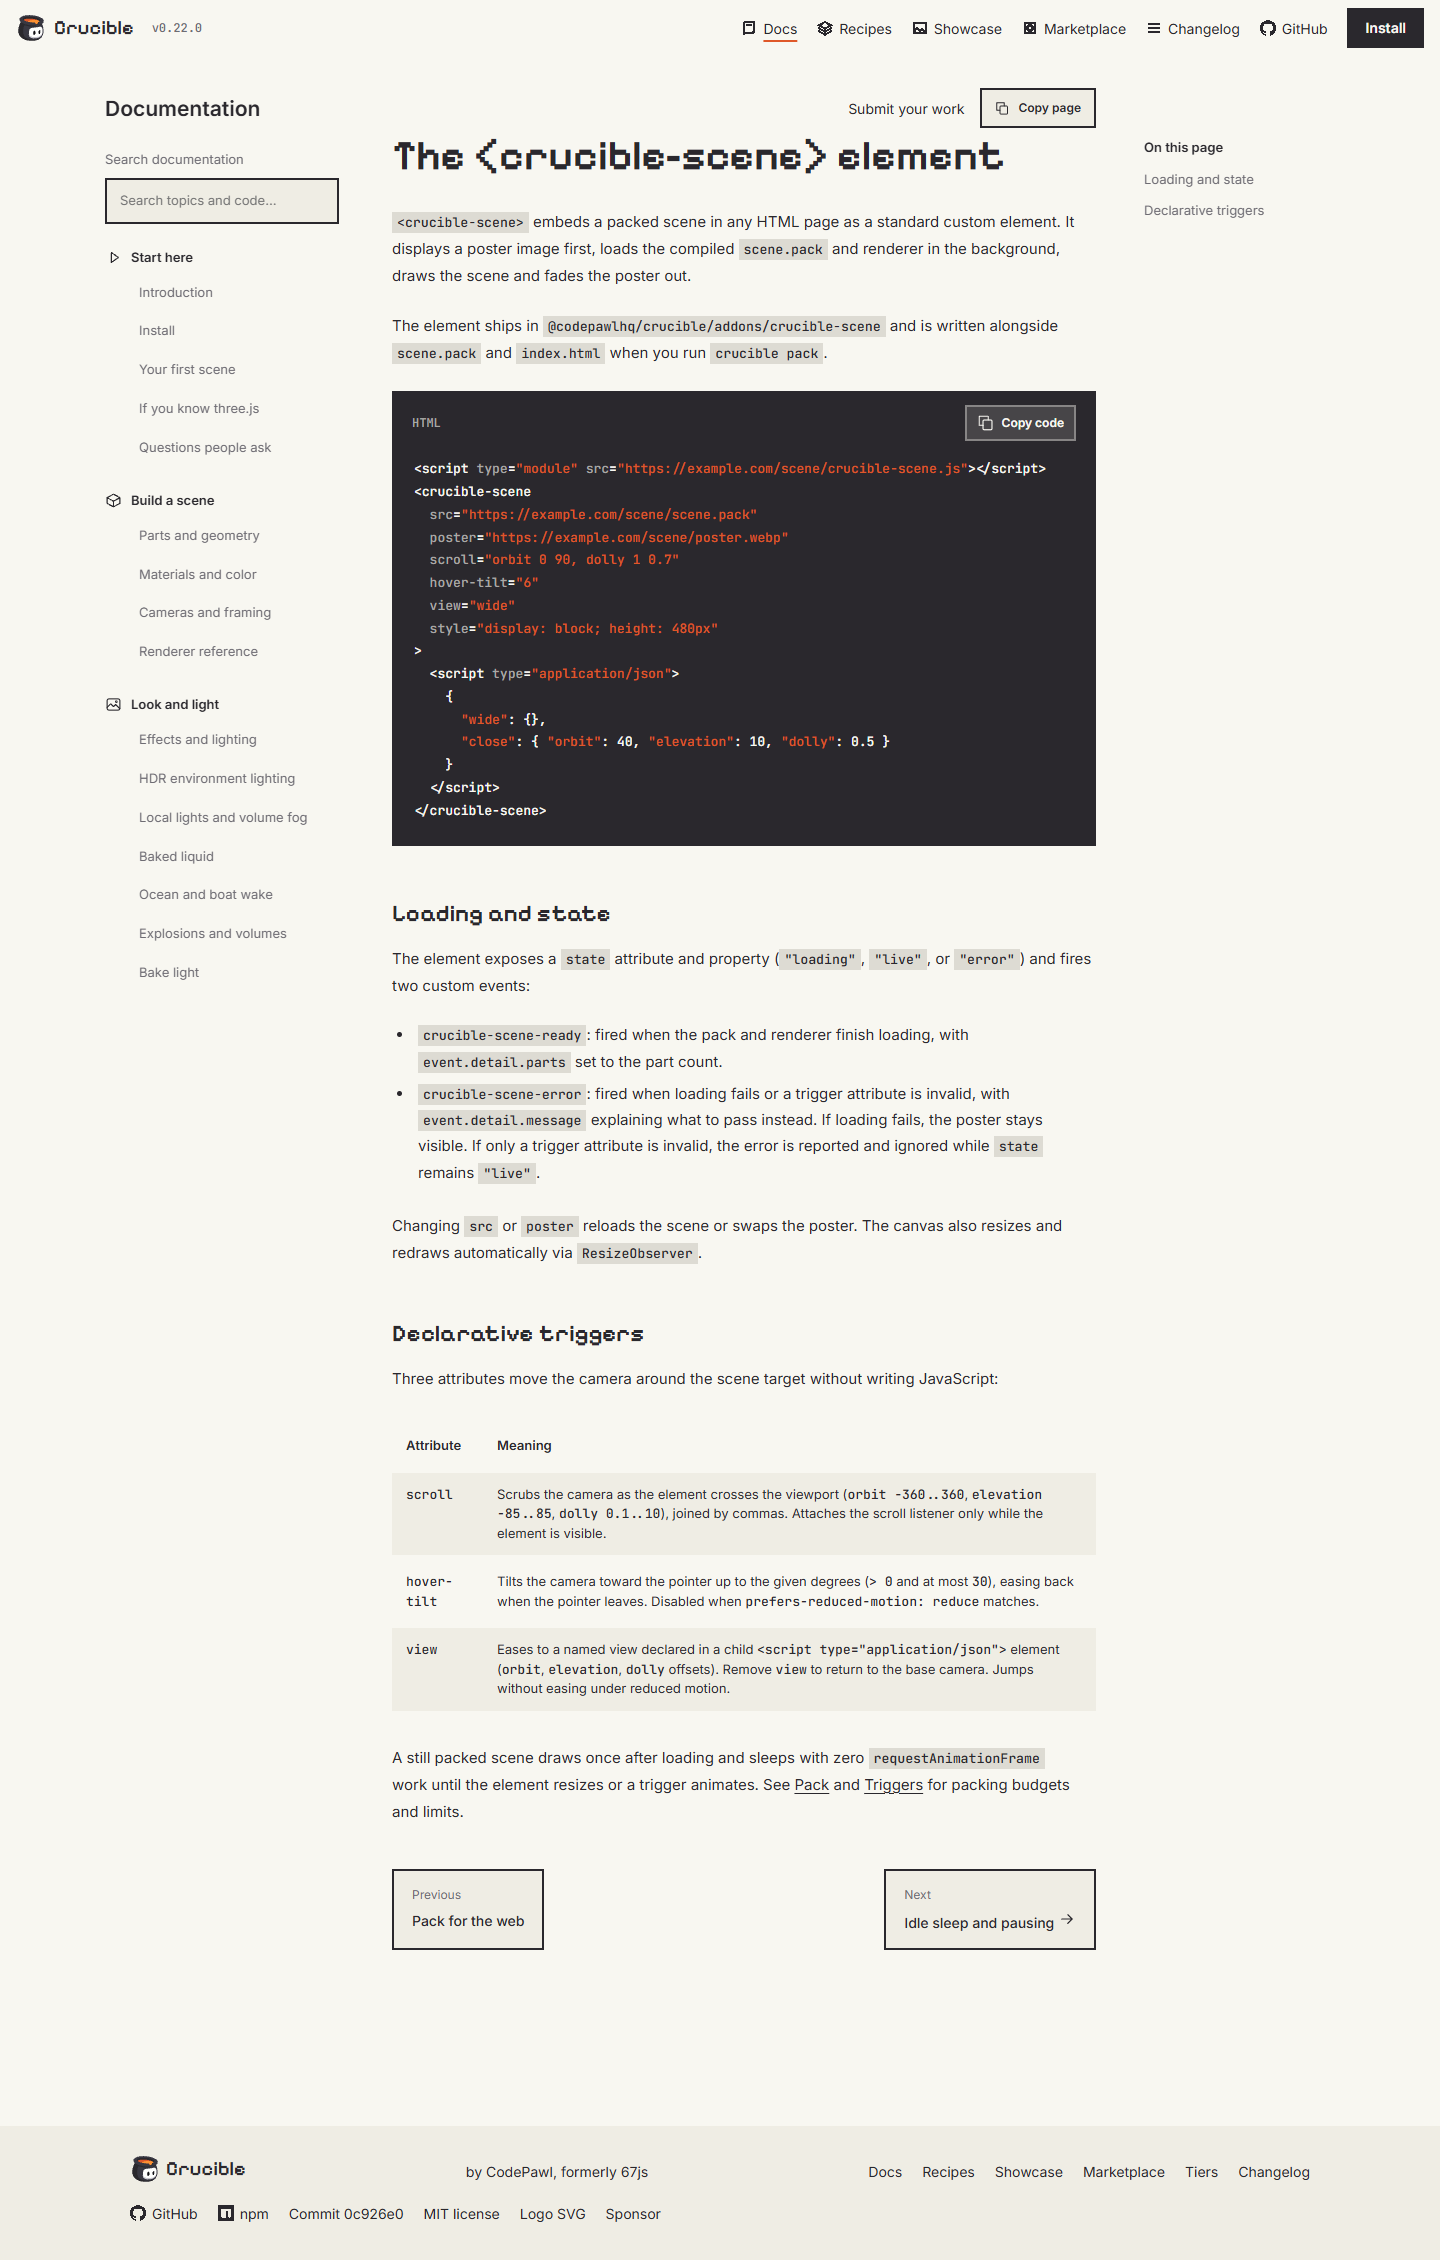 Crucible v0.22.0 Docs Recipes Showcase Marketplace Changelog GitHub Install
Documentation
Search documentation
Search topics and code...
Start here
Introduction
Install
Your first scene
If you know three.js
Questions people ask
Build a scene
Parts and geometry
Materials and color
Cameras and framing
Renderer reference
Look and light
Effects and lighting
HDR environment lighting
Local lights and volume fog
Baked liquid
Ocean and boat wake
Explosions and volumes
Bake light
Submit your work Copy page
The <crucible-scene> element
<crucible-scene> embeds a packed scene in any HTML page as a standard custom element. It
displays a poster image first, loads the compiled scene.pack and renderer in the background,
draws the scene and fades the poster out.
The element ships in @codepawlhq/crucible/addons/crucible-scene and is written alongside
scene.pack and index.html when you run crucible pack.
HTML Copy code
<script type="module" src="https://example.com/scene/crucible-scene.js"></script>
<crucible-scene
src="https://example.com/scene/scene.pack"
poster="https://example.com/scene/poster.webp"
scroll="orbit 0 90, dolly 1 0.7"
hover-tilt="6"
view="wide"
style="display: block; height: 480px"
>
<script type="application/json">
{
"wide": {},
"close": { "orbit": 40, "elevation": 10, "dolly": 0.5 }
}
</script>
</crucible-scene>
Loading and state
The element exposes a state attribute and property ("loading", "live", or "error") and fires
two custom events:
• crucible-scene-ready: fired when the pack and renderer finish loading, with
event.detail.parts set to the part count.
• crucible-scene-error: fired when loading fails or a trigger attribute is invalid, with
event.detail.message explaining what to pass instead. If loading fails, the poster stays
visible. If only a trigger attribute is invalid, the error is reported and ignored while state
remains "live".
Changing src or poster reloads the scene or swaps the poster. The canvas also resizes and
redraws automatically via ResizeObserver.
Declarative triggers
Three attributes move the camera around the scene target without writing JavaScript:
Attribute Meaning
scroll Scrubs the camera as the element crosses the viewport (orbit -360..360, elevation
-85..85, dolly 0.1..10), joined by commas. Attaches the scroll listener only while the
element is visible.
hover- Tilts the camera toward the pointer up to the given degrees (> 0 and at most 30), easing back
tilt when the pointer leaves. Disabled when prefers-reduced-motion: reduce matches.
view Eases to a named view declared in a child <script type="application/json"> element
(orbit, elevation, dolly offsets). Remove view to return to the base camera. Jumps
without easing under reduced motion.
A still packed scene draws once after loading and sleeps with zero requestAnimationFrame
work until the element resizes or a trigger animates. See Pack and Triggers for packing budgets
and limits.
Previous
Pack for the web
Next
Idle sleep and pausing →
On this page
Loading and state
Declarative triggers
Crucible by CodePawl, formerly 67js Docs Recipes Showcase Marketplace Tiers Changelog
GitHub npm Commit 0c926e0 MIT license Logo SVG Sponsor